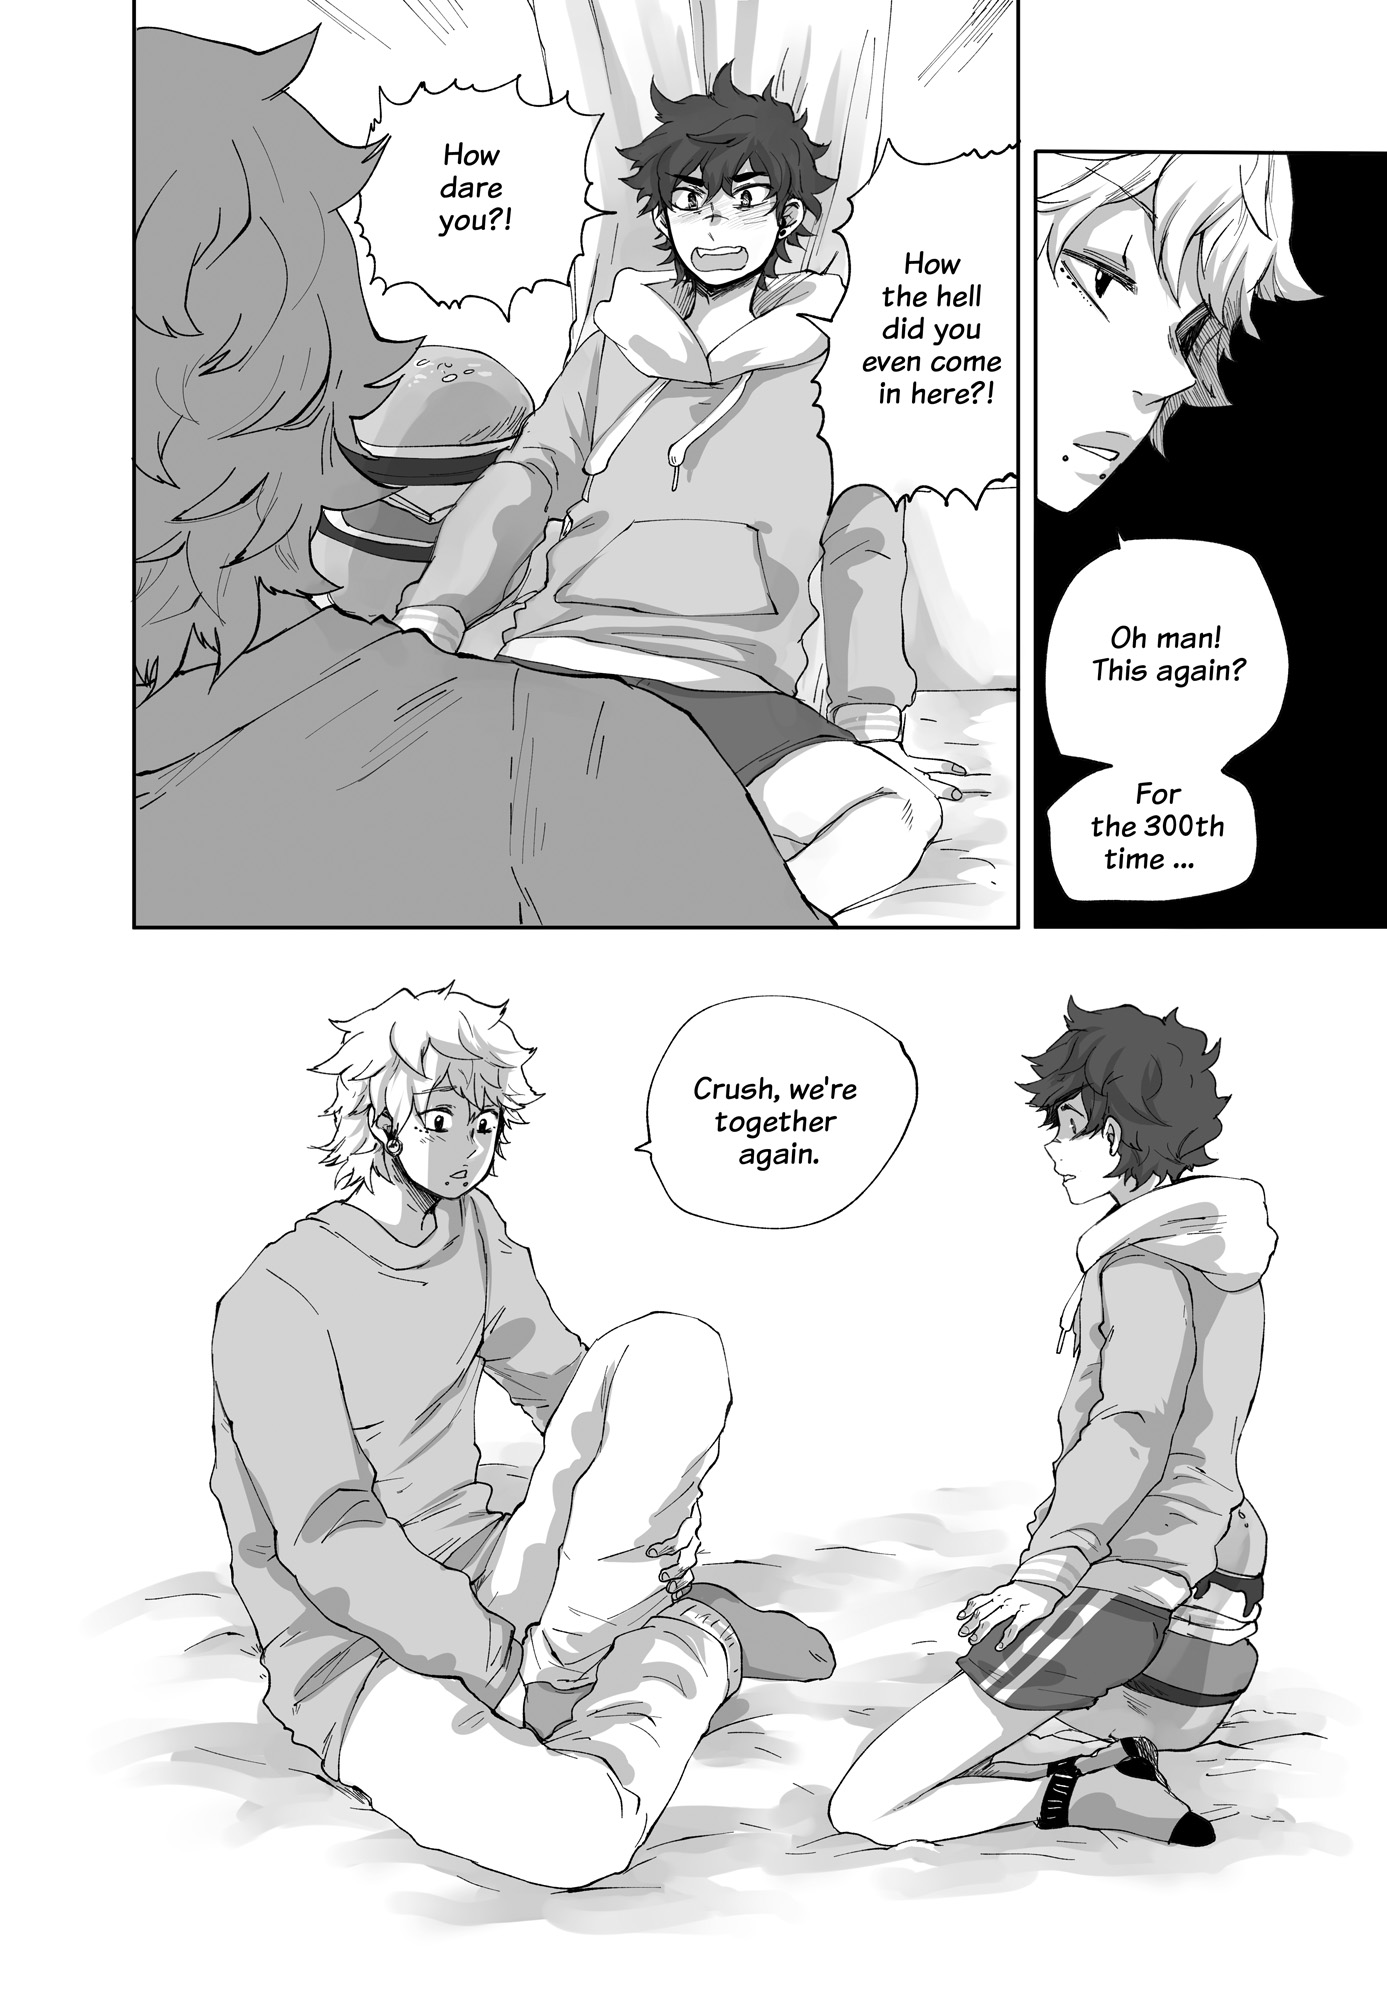 How
dare
you?!
How
the hell
did you
even come
in here?!
Oh man!
This again?
For
the 300th
time ...
Crush, we're
together
again.